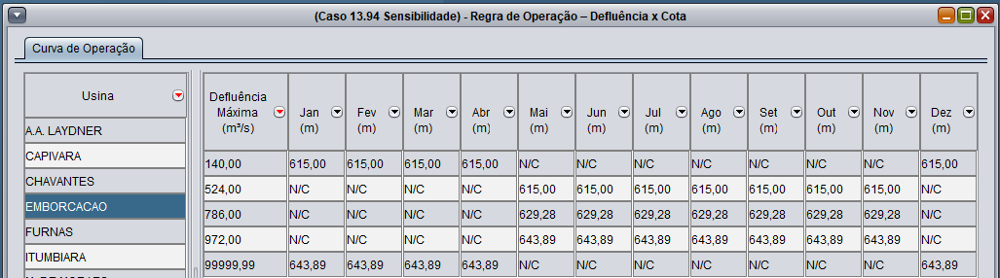 (Caso 13.94 Sensibilidade) - Regra de Operação – Defluência x Cota
Curva de Operação
Usina
A.A. LAYDNER
CAPIVARA
CHAVANTES
EMBORCACAO
FURNAS
ITUMBIARA
Defluência Máxima (m³/s) Jan (m) Fev (m) Mar (m) Abr (m) Mai (m) Jun (m) Jul (m) Ago (m) Set (m) Out (m) Nov (m) Dez (m)
140,00 615,00 615,00 615,00 615,00 N/C N/C N/C N/C N/C N/C N/C 615,00
524,00 N/C N/C N/C N/C 615,00 615,00 615,00 615,00 615,00 615,00 615,00 N/C
786,00 N/C N/C N/C N/C 629,28 629,28 629,28 629,28 629,28 629,28 629,28 N/C
972,00 N/C N/C N/C N/C 643,89 643,89 643,89 643,89 643,89 643,89 643,89 N/C
99999,99 643,89 643,89 643,89 643,89 N/C N/C N/C N/C N/C N/C N/C 643,89